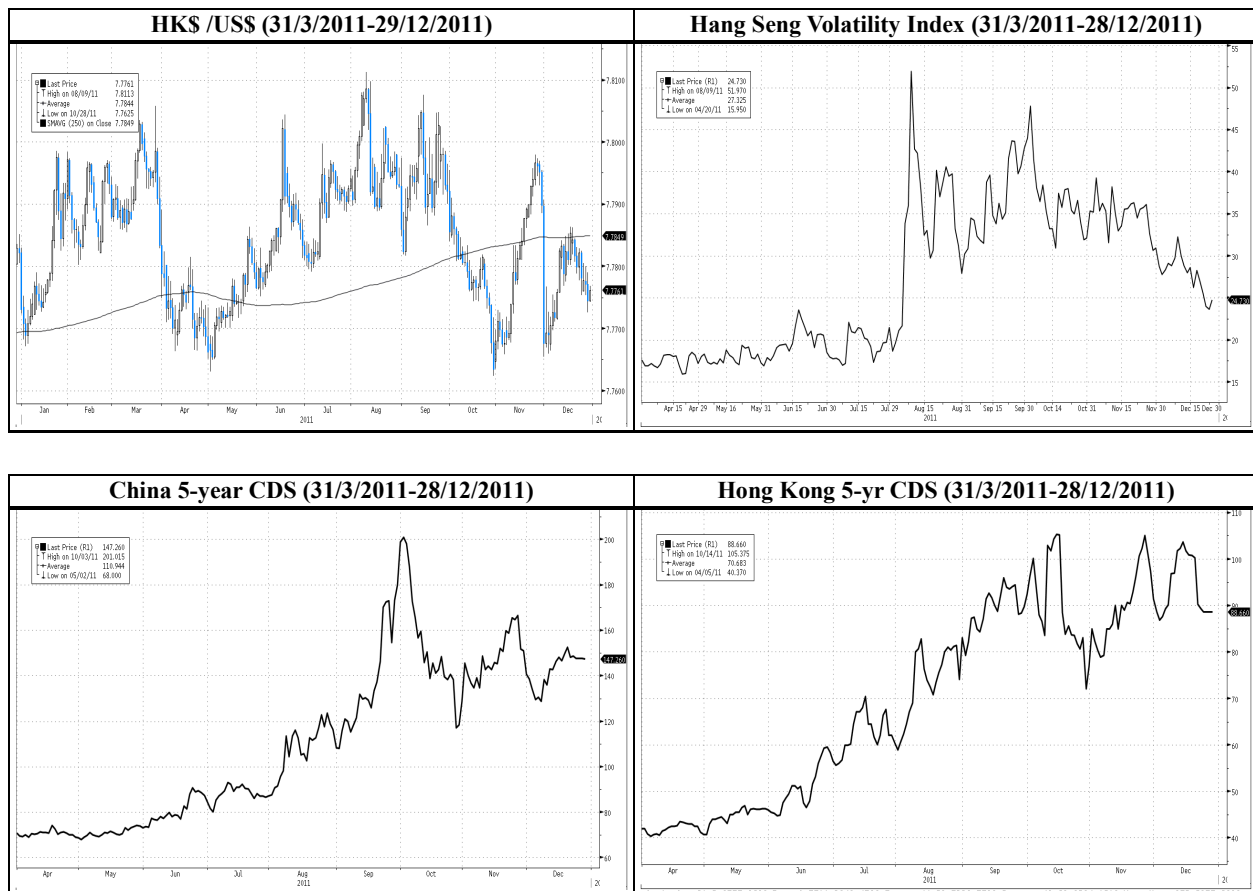 HK$ /US$ (31/3/2011-29/12/2011)
Last Price 7.7761
High on 08/09/11 7.8113
Average 7.7844
Low on 10/28/11 7.7625
SMAVG (250) on Close 7.7849
7.8100
7.8000
7.7900
7.7849
7.7800
7.7761
7.7700
7.7600
Jan Feb Mar Apr May Jun Jul Aug Sep Oct Nov Dec
2011
Hang Seng Volatility Index (31/3/2011-28/12/2011)
Last Price (R1) 24.730
High on 08/09/11 51.970
Average 27.325
Low on 04/20/11 15.950
50
45
40
35
30
24.730
20
15
Apr 15 Apr 29 May 16 May 31 Jun 15 Jun 30 Jul 15 Jul 29 Aug 15 Aug 31 Sep 15 Sep 30 Oct 14 Oct 31 Nov 15 Nov 30 Dec 15 Dec 30
2011
China 5-year CDS (31/3/2011-28/12/2011)
Last Price (R1) 147.260
High on 10/03/11 201.015
Average 110.944
Low on 05/02/11 68.000
200
180
160
147.260
140
120
100
80
60
Apr May Jun Jul Aug Sep Oct Nov Dec
2011
Hong Kong 5-yr CDS (31/3/2011-28/12/2011)
Last Price (R1) 88.660
High on 10/14/11 105.375
Average 70.683
Low on 04/05/11 40.370
110
100
90
88.660
80
70
60
50
40
Apr May Jun Jul Aug Sep Oct Nov Dec
2011